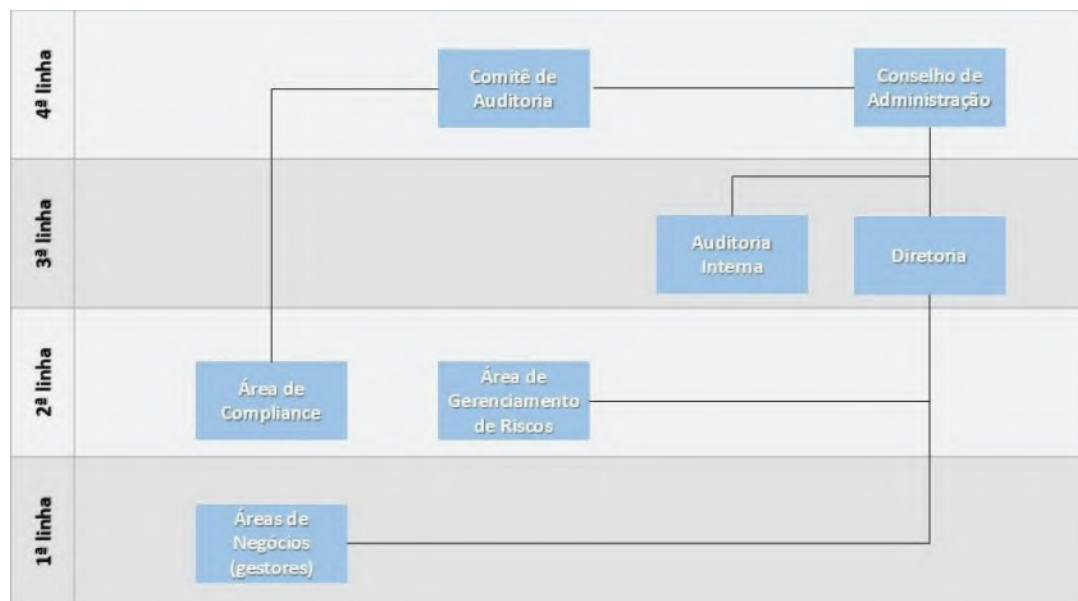 4ª linha
Comitê de
Auditoria
Conselho de
Administração
3ª linha
Auditoria
Interna
Diretoria
2ª linha
Área de
Compliance
Área de
Gerenciamento
de Riscos
1ª linha
Áreas de
Negócios
(gestores)